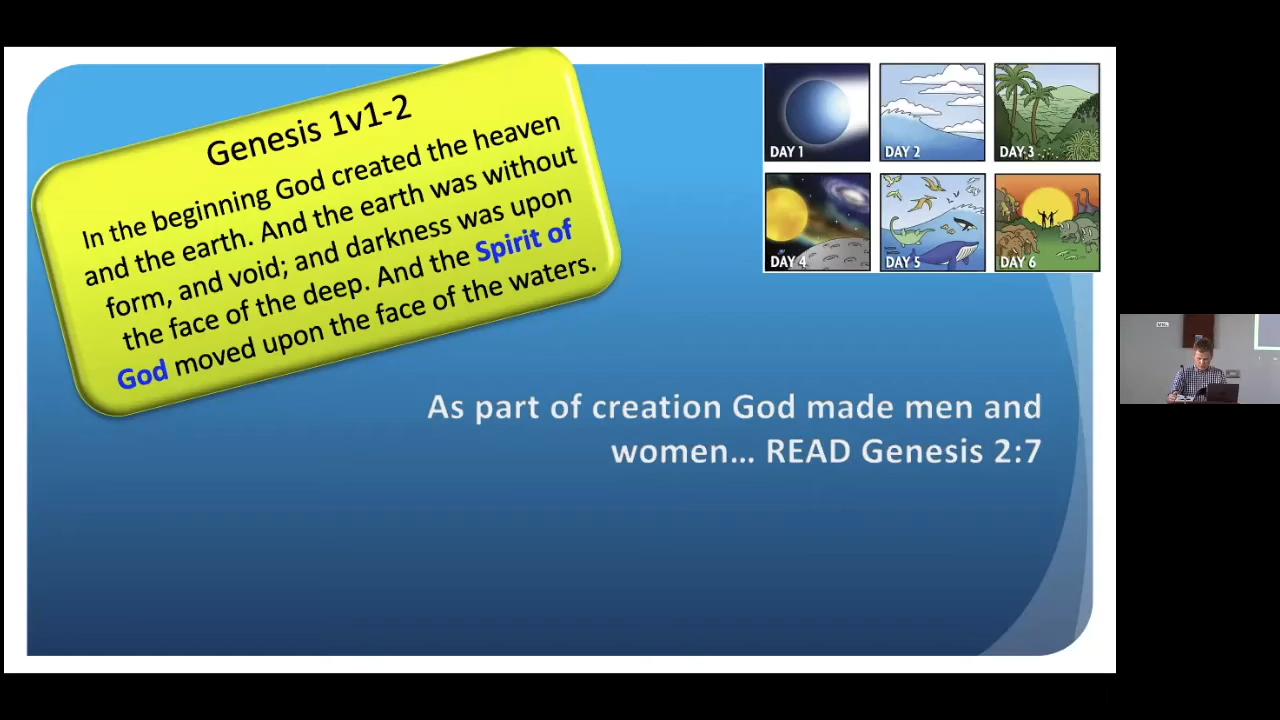 Genesis 1v1-2
In the beginning God created the heaven
and the earth. And the earth was without
form, and void; and darkness was upon
the face of the deep. And the Spirit of
God moved upon the face of the waters.
DAY 1
DAY 2
DAY 3
DAY 4
DAY 5
DAY 6
As part of creation God made men and
women... READ Genesis 2:7